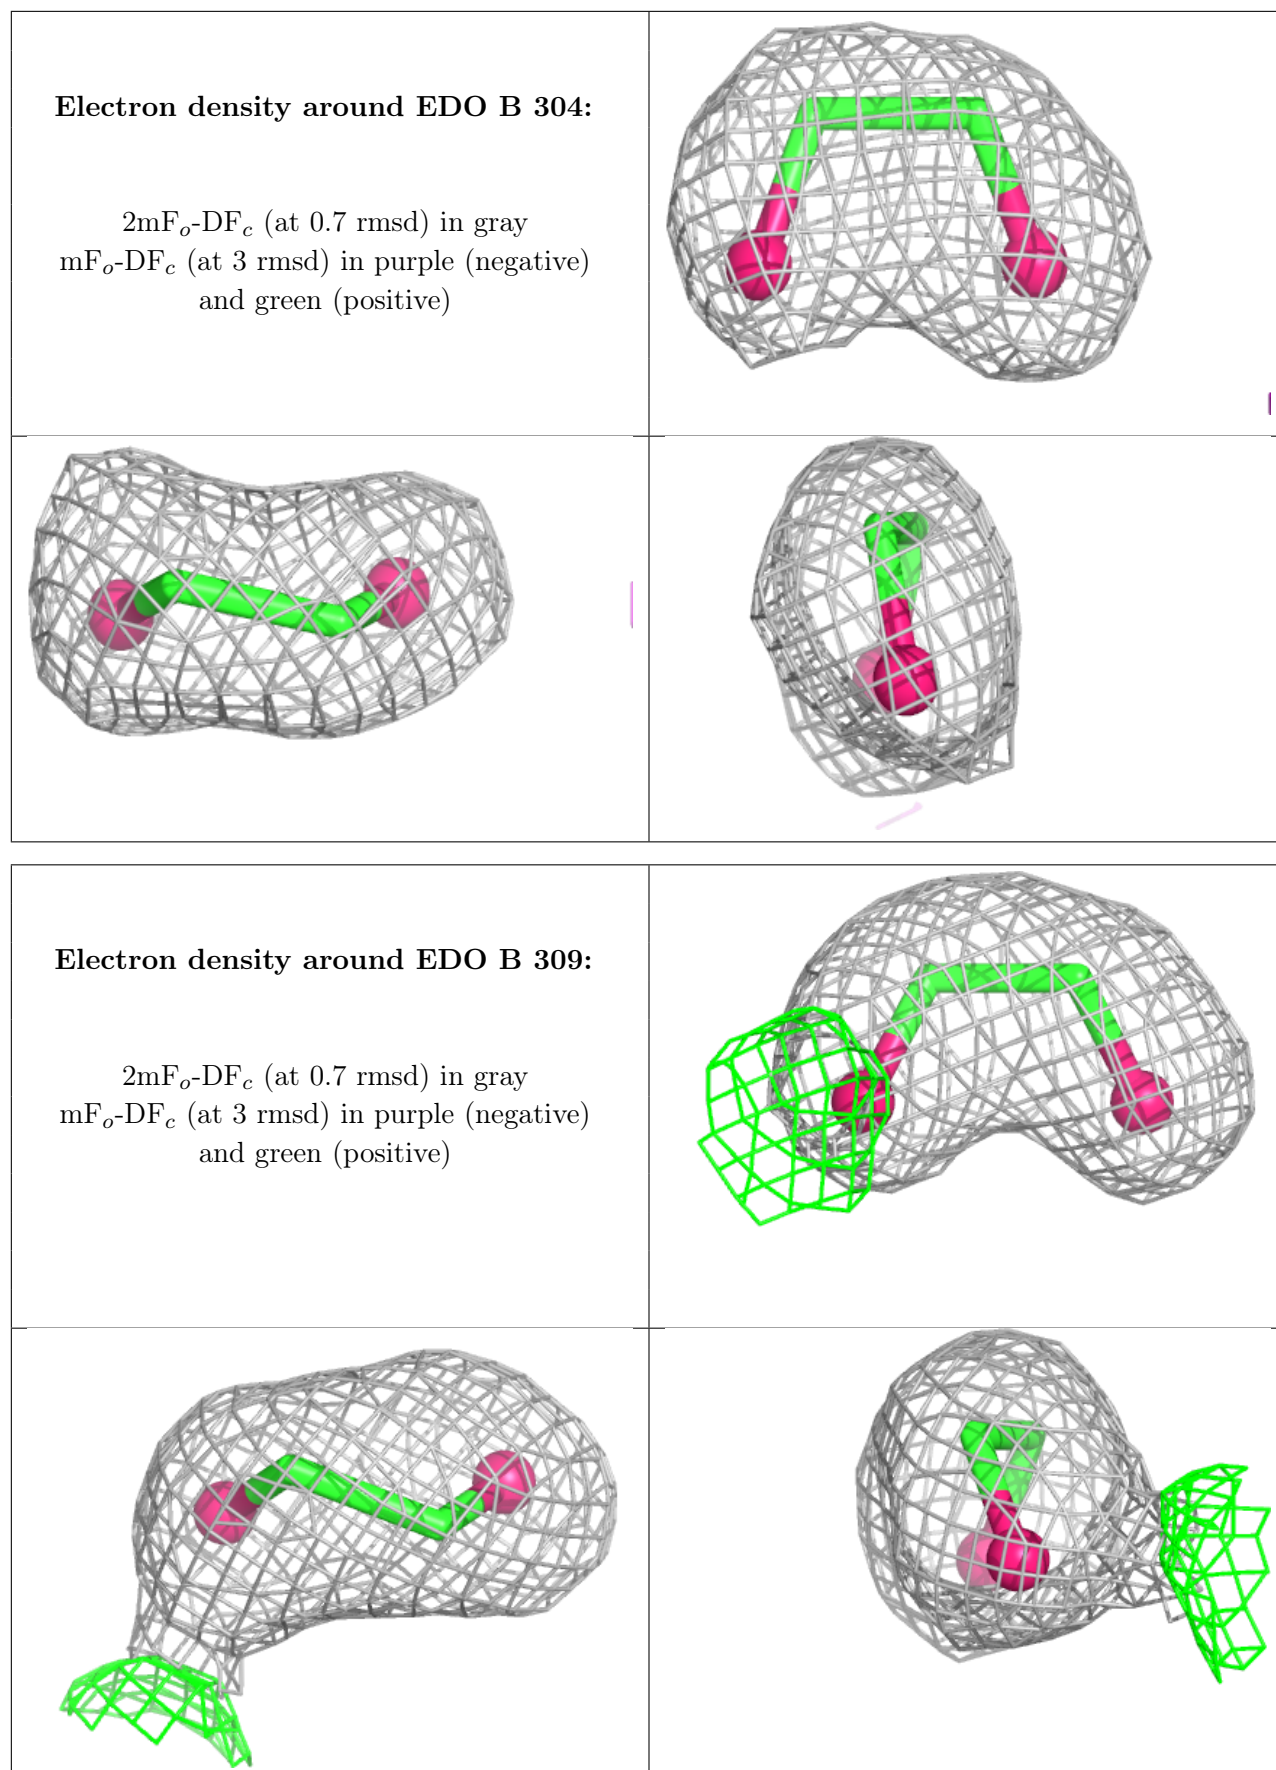 Electron density around EDO B 304:
2mFo-DFc (at 0.7 rmsd) in gray
mFo-DFc (at 3 rmsd) in purple (negative)
and green (positive)
Electron density around EDO B 309:
2mFo-DFc (at 0.7 rmsd) in gray
mFo-DFc (at 3 rmsd) in purple (negative)
and green (positive)